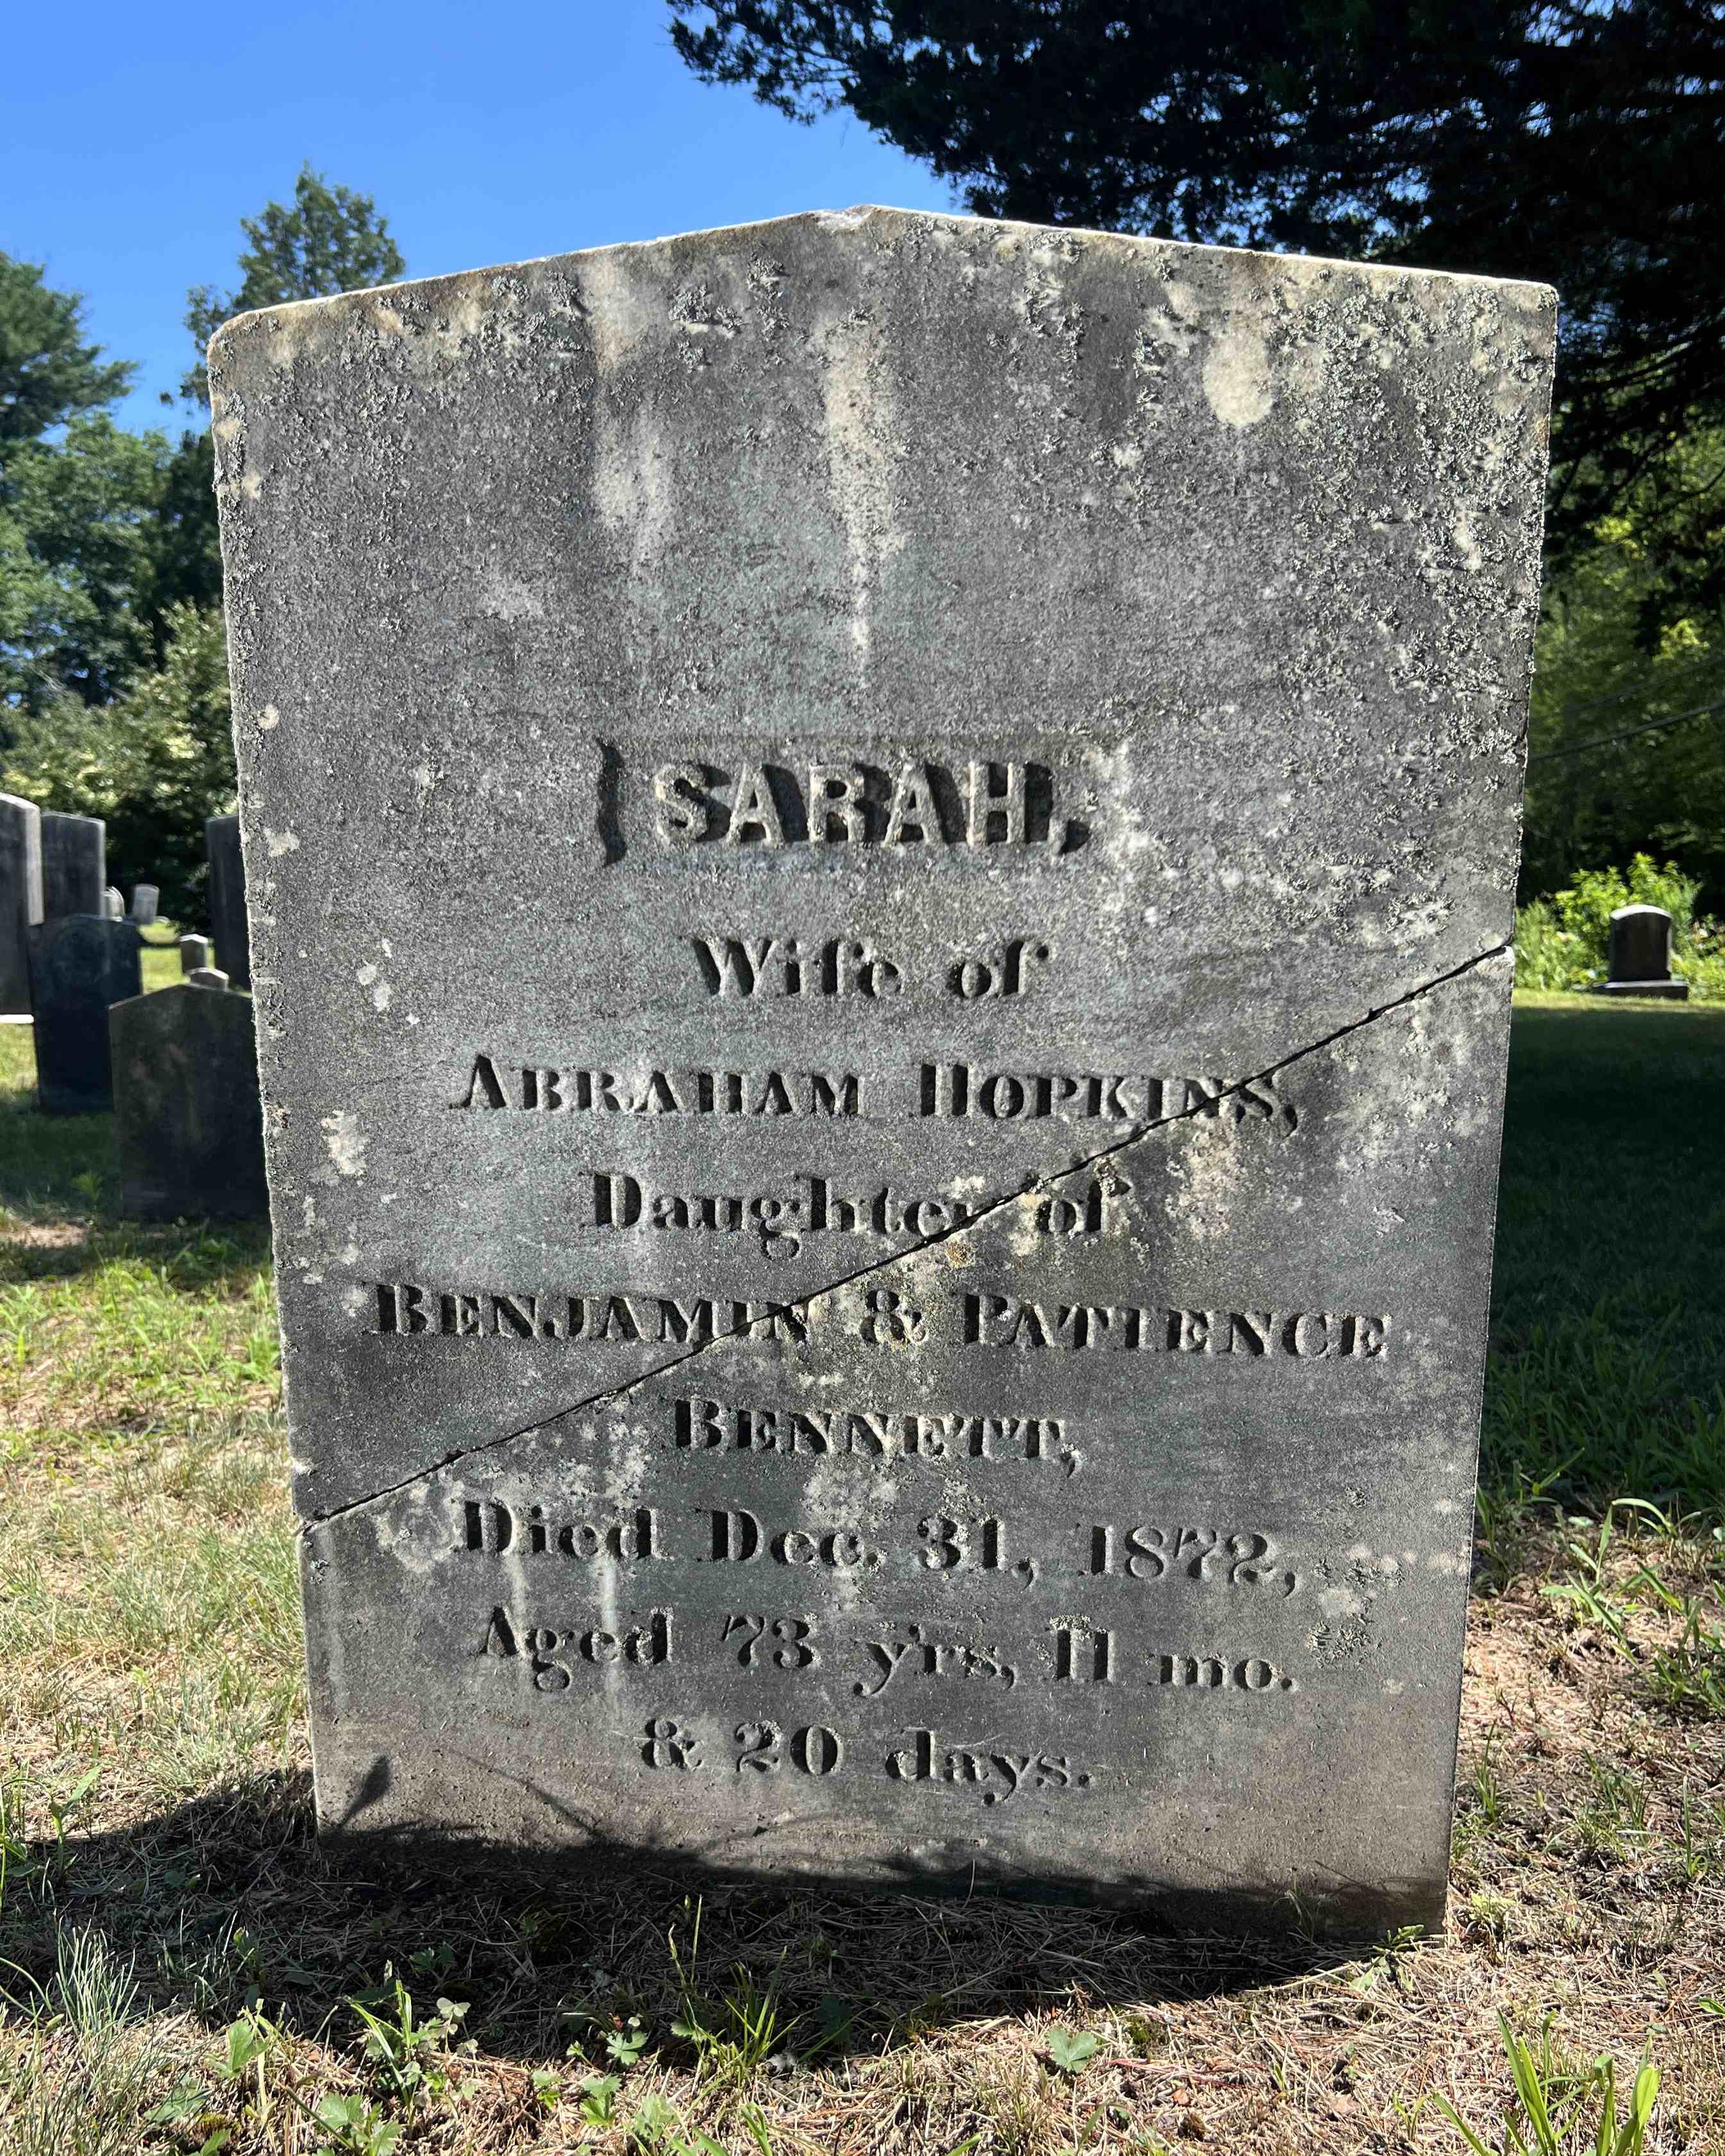 SARAH,
Wife of
ABRAHAM HOPKINS,
Daughter of
BENJAMIN & PATIENCE
BENNETT,
Died Dec. 31, 1872,
Aged 73 y'rs, 11 mo.
& 20 days.